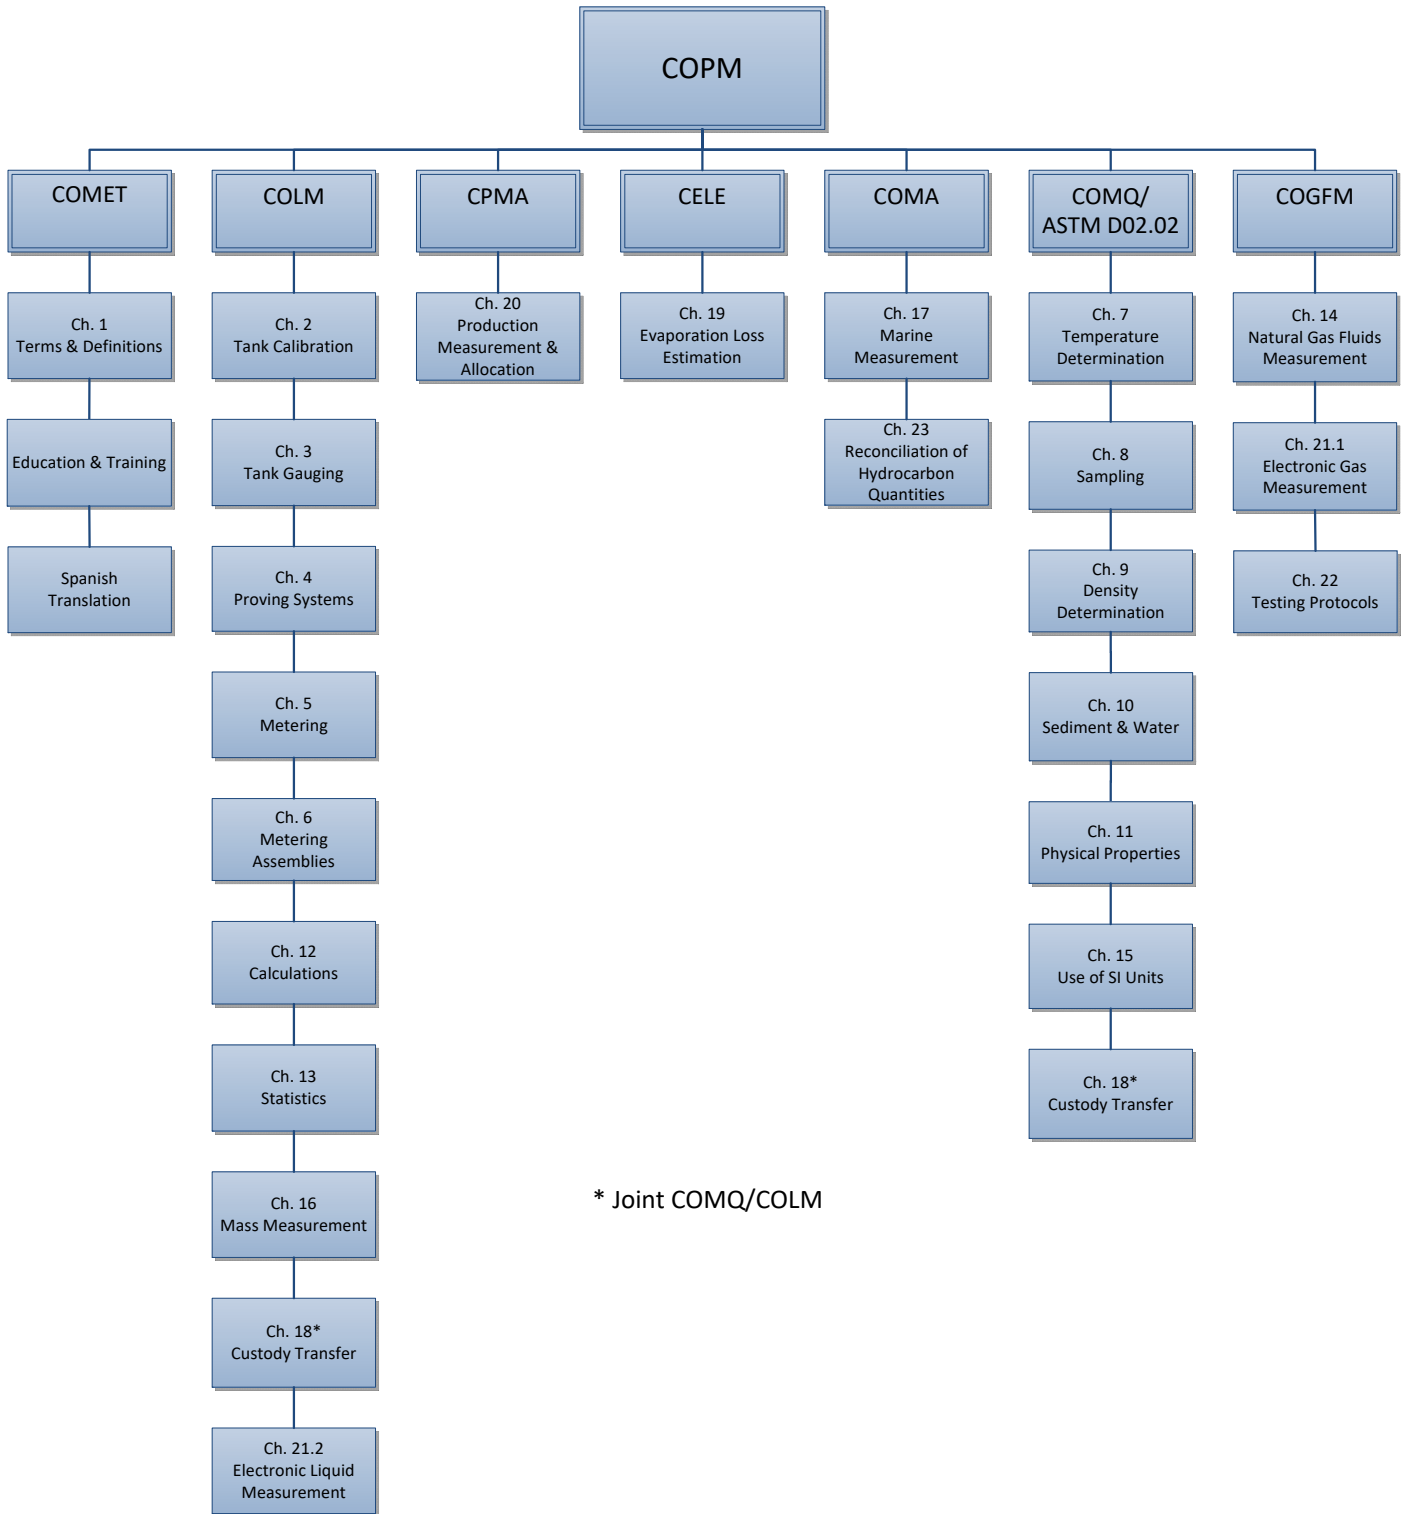 COPM
COMET
Ch. 1
Terms & Definitions
Education & Training
Spanish
Translation
COLM
Ch. 2
Tank Calibration
Ch. 3
Tank Gauging
Ch. 4
Proving Systems
Ch. 5
Metering
Ch. 6
Metering
Assemblies
Ch. 12
Calculations
Ch. 13
Statistics
Ch. 16
Mass Measurement
Ch. 18*
Custody Transfer
Ch. 21.2
Electronic Liquid
Measurement
CPMA
Ch. 20
Production
Measurement &
Allocation
CELE
Ch. 19
Evaporation Loss
Estimation
COMA
Ch. 17
Marine
Measurement
Ch. 23
Reconciliation of
Hydrocarbon
Quantities
COMQ/
ASTM D02.02
Ch. 7
Temperature
Determination
Ch. 8
Sampling
Ch. 9
Density
Determination
Ch. 10
Sediment & Water
Ch. 11
Physical Properties
Ch. 15
Use of SI Units
Ch. 18*
Custody Transfer
COGFM
Ch. 14
Natural Gas Fluids
Measurement
Ch. 21.1
Electronic Gas
Measurement
Ch. 22
Testing Protocols
* Joint COMQ/COLM